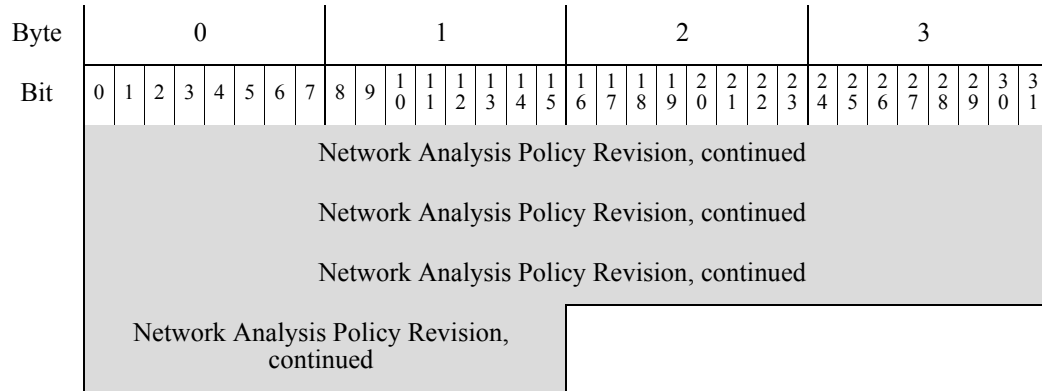 Byte 0 1 2 3
Bit 0 1 2 3 4 5 6 7 8 9 10 11 12 13 14 15 16 17 18 19 20 21 22 23 24 25 26 27 28 29 30 31
Network Analysis Policy Revision, continued
Network Analysis Policy Revision, continued
Network Analysis Policy Revision, continued
Network Analysis Policy Revision,
continued